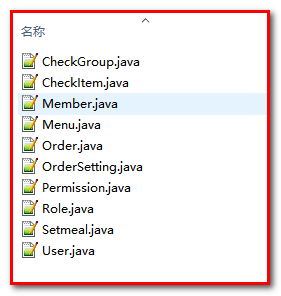 名称
CheckGroup.java
CheckItem.java
Member.java
Menu.java
Order.java
OrderSetting.java
Permission.java
Role.java
Setmeal.java
User.java